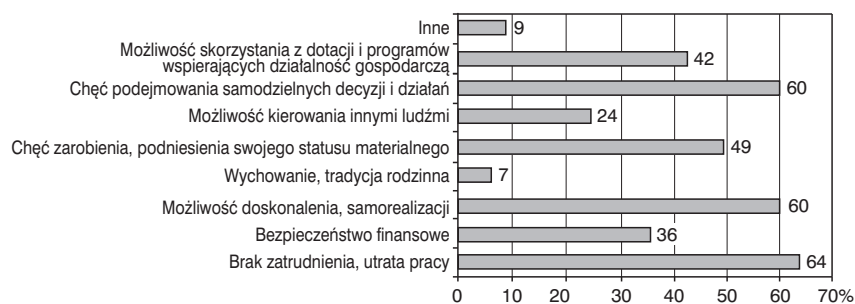 Inne 9
Możliwość skorzystania z dotacji i programów
wspierających działalność gospodarczą 42
Chęć podejmowania samodzielnych decyzji i działań 60
Możliwość kierowania innymi ludźmi 24
Chęć zarobienia, podniesienia swojego statusu materialnego 49
Wychowanie, tradycja rodzinna 7
Możliwość doskonalenia, samorealizacji 60
Bezpieczeństwo finansowe 36
Brak zatrudnienia, utrata pracy 64
0 10 20 30 40 50 60 70%